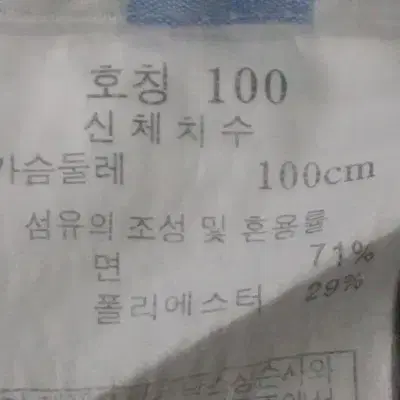 호칭 100
신체치수
가슴둘레 100cm
섬유의 조성 및 혼용률
면 71%
폴리에스터 29%